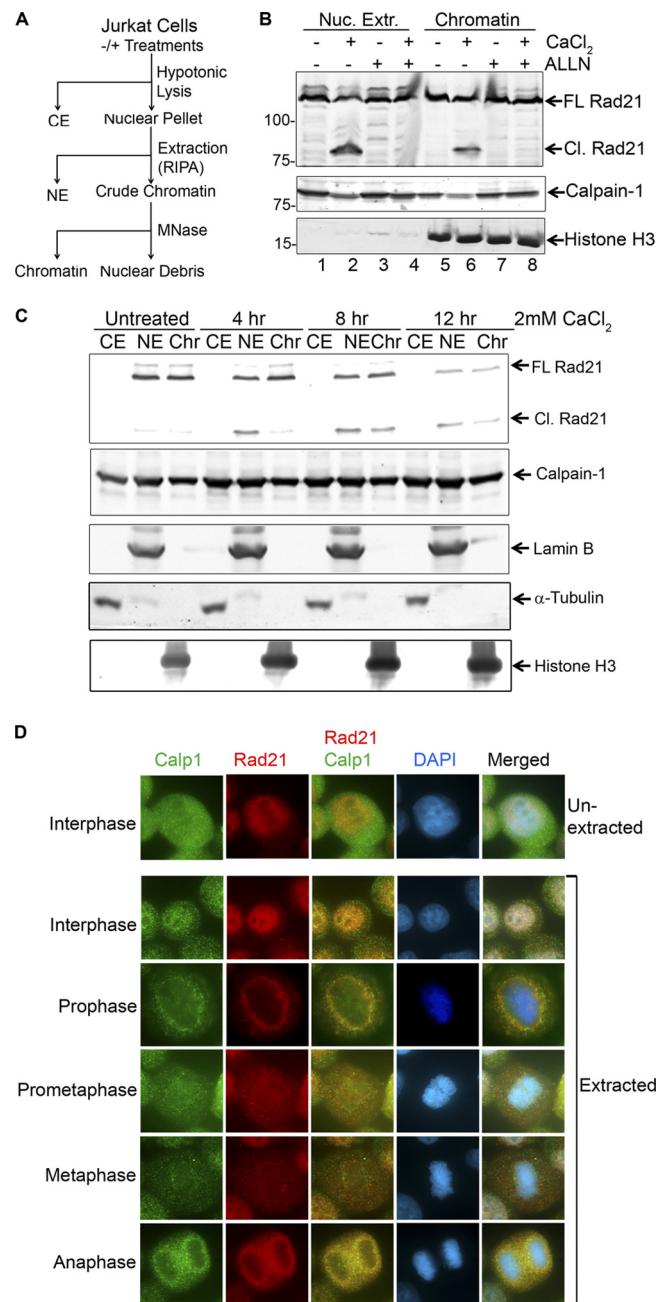 A
Jurkat Cells
-/+ Treatments
Hypotonic
Lysis
CE
Nuclear Pellet
Extraction
(RIPA)
NE
Crude Chromatin
MNase
Chromatin
Nuclear Debris
B
Nuc. Extr.
Chromatin
- + - + - + - + CaCl2
- - + + - - + + ALLN
FL Rad21
100-
Cl. Rad21
75-
Calpain-1
75-
Histone H3
15-
1 2 3 4 5 6 7 8
C
Untreated 4 hr 8 hr 12 hr 2mM CaCl2
CE NE Chr CE NE Chr CE NE Chr CE NE Chr
FL Rad21
Cl. Rad21
Calpain-1
Lamin B
α-Tubulin
Histone H3
D
Calp1
Rad21
Rad21
Calp1
DAPI
Merged
Interphase
Un-
extracted
Interphase
Prophase
Prometaphase
Metaphase
Anaphase
Extracted